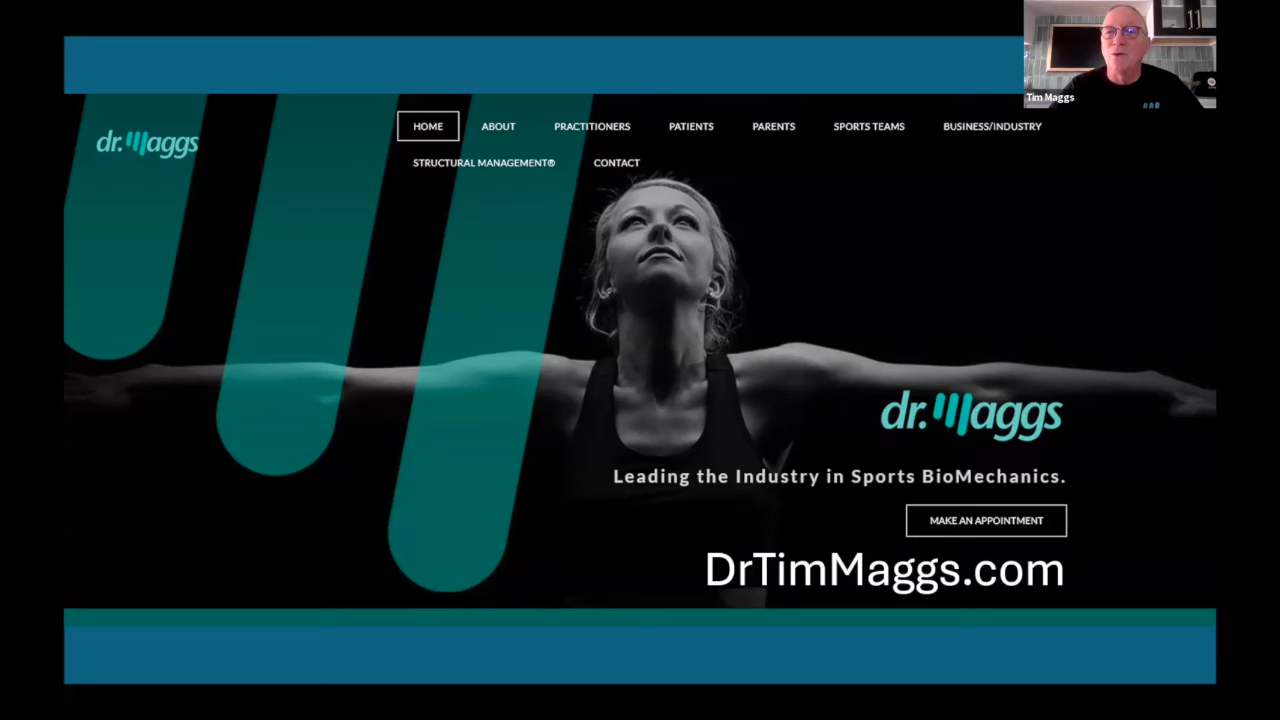 Tim Maggs
dr.maggs
HOME ABOUT PRACTITIONERS PATIENTS PARENTS SPORTS TEAMS BUSINESS/INDUSTRY
STRUCTURAL MANAGEMENT® CONTACT
dr.maggs
Leading the Industry in Sports BioMechanics.
MAKE AN APPOINTMENT
DrTimMaggs.com